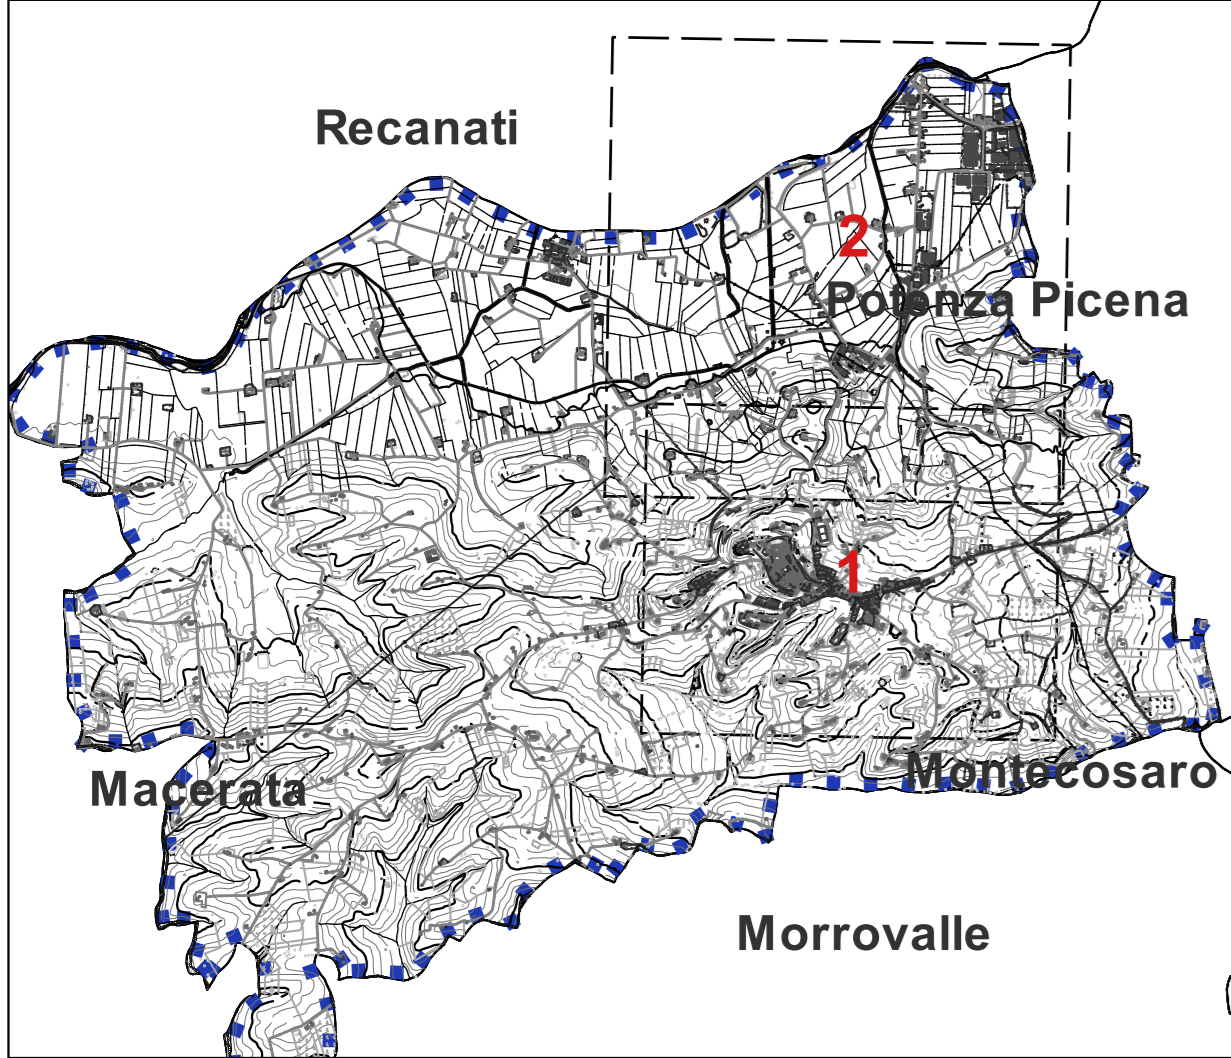 Recanati
2
Potenza Picena
1
Macerata
Montecosaro
Morrovalle